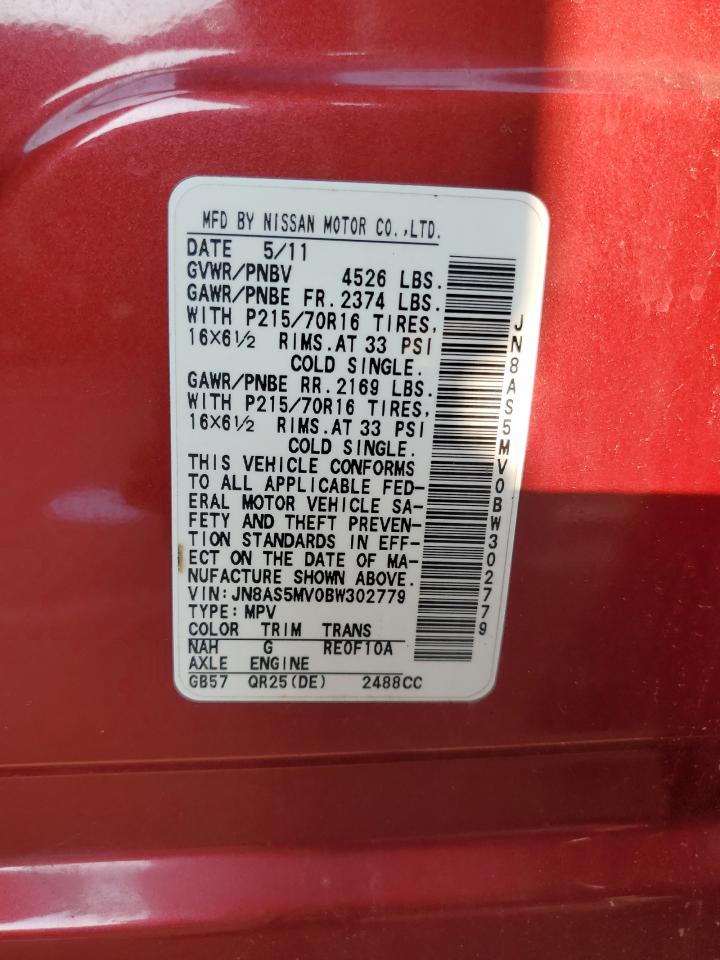 MFD BY NISSAN MOTOR CO.,LTD.
DATE 5/11
GVWR/PNBV 4526 LBS.
GAWR/PNBE FR. 2374 LBS.
WITH P215/70R16 TIRES,
16×6½ RIMS.AT 33 PSI
COLD SINGLE.
GAWR/PNBE RR. 2169 LBS.
WITH P215/70R16 TIRES,
16×6½ RIMS.AT 33 PSI
COLD SINGLE.
THIS VEHICLE CONFORMS
TO ALL APPLICABLE FED-
ERAL MOTOR VEHICLE SA-
FETY AND THEFT PREVEN-
TION STANDARDS IN EFF-
ECT ON THE DATE OF MA-
NUFACTURE SHOWN ABOVE.
VIN:JN8AS5MV0BW302779
TYPE:MPV
COLOR TRIM TRANS
NAH G RE0F10A
AXLE ENGINE
GB57 QR25(DE) 2488CC
JN8AS5MV0BW302779